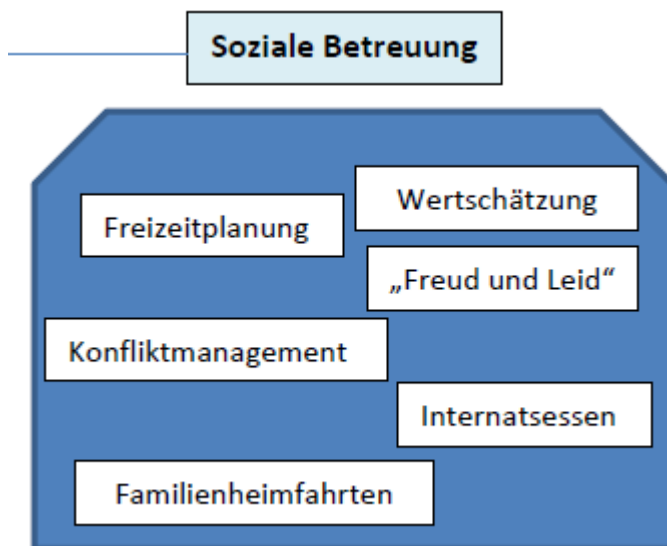 Soziale Betreuung
Wertschätzung
Freizeitplanung
„Freud und Leid“
Konfliktmanagement
Internatsessen
Familienheimfahrten